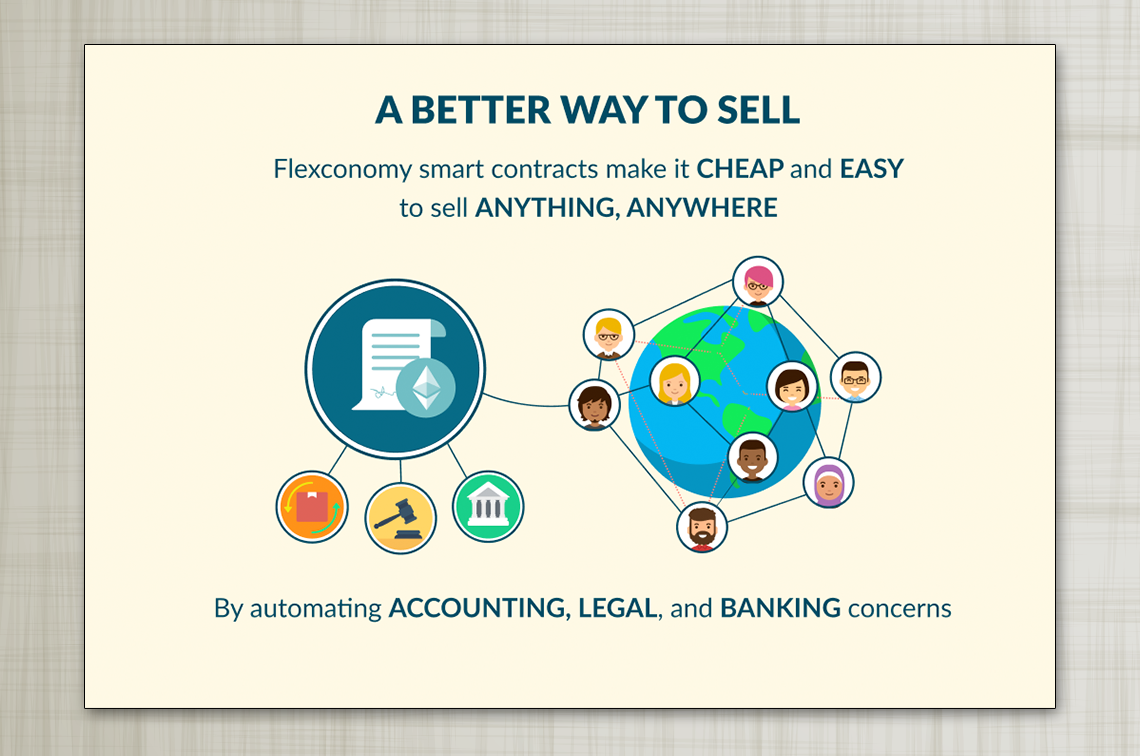 A BETTER WAY TO SELL
Flexconomy smart contracts make it CHEAP and EASY
to sell ANYTHING, ANYWHERE
By automating ACCOUNTING, LEGAL, and BANKING concerns